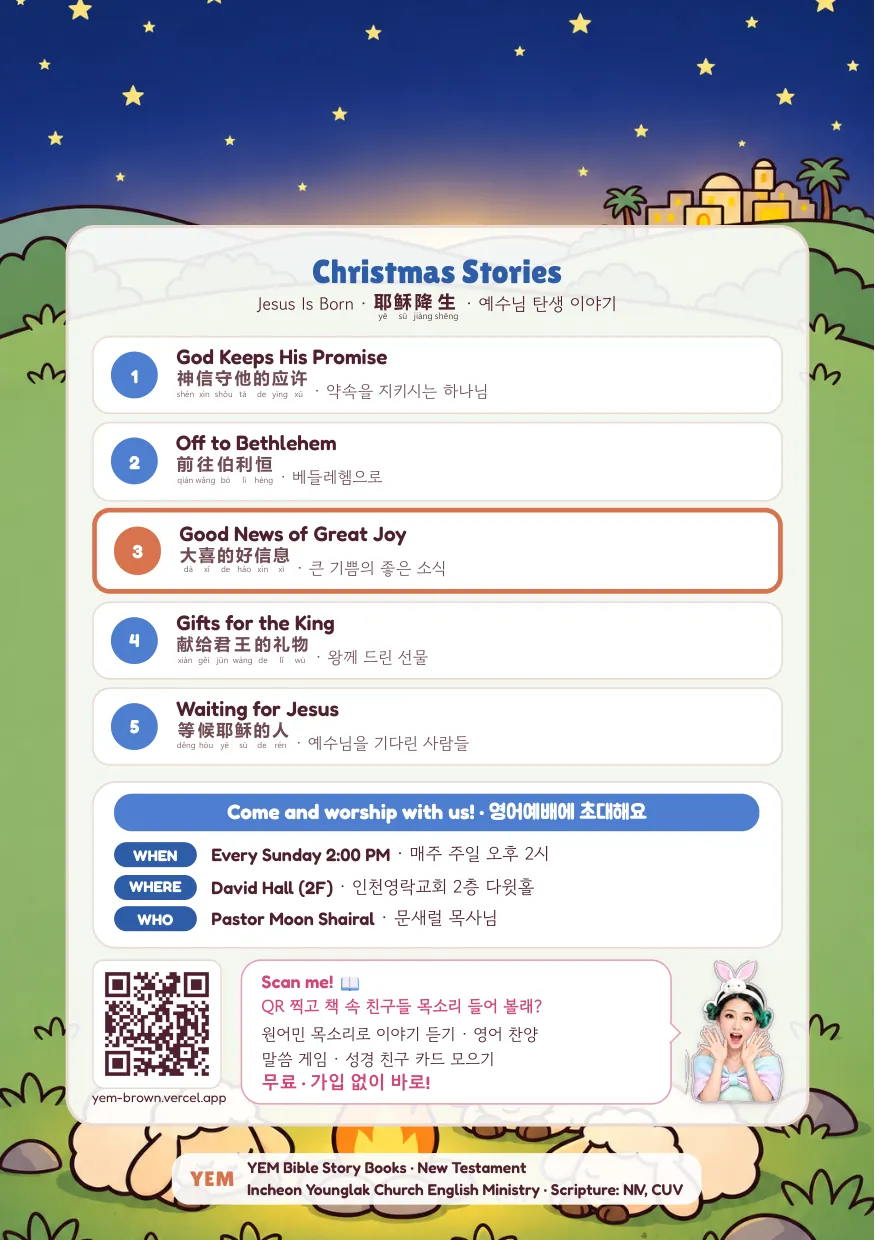 Christmas Stories
Jesus Is Born · 耶稣降生 · 예수님 탄생 이야기
yē sū jiàng shēng
1
God Keeps His Promise
神信守他的应许 · 약속을 지키시는 하나님
shén xìn shǒu tā de yīng xǔ
2
Off to Bethlehem
前往伯利恒 · 베들레헴으로
qián wǎng bó lì héng
3
Good News of Great Joy
大喜的好信息 · 큰 기쁨의 좋은 소식
dà xǐ de hǎo xìn xī
4
Gifts for the King
献给君王的礼物 · 왕께 드린 선물
xiàn gěi jūn wáng de lǐ wù
5
Waiting for Jesus
等候耶稣的人 · 예수님을 기다린 사람들
děng hòu yē sū de rén
Come and worship with us! · 영어예배에 초대해요
WHEN Every Sunday 2:00 PM · 매주 주일 오후 2시
WHERE David Hall (2F) · 인천영락교회 2층 다윗홀
WHO Pastor Moon Shairal · 문새럴 목사님
Scan me! 📖
QR 찍고 책 속 친구들 목소리 들어 볼래?
원어민 목소리로 이야기 듣기 · 영어 찬양
말씀 게임 · 성경 친구 카드 모으기
무료 · 가입 없이 바로!
yem-brown.vercel.app
YEM
YEM Bible Story Books · New Testament
Incheon Younglak Church English Ministry · Scripture: NIV, CUV